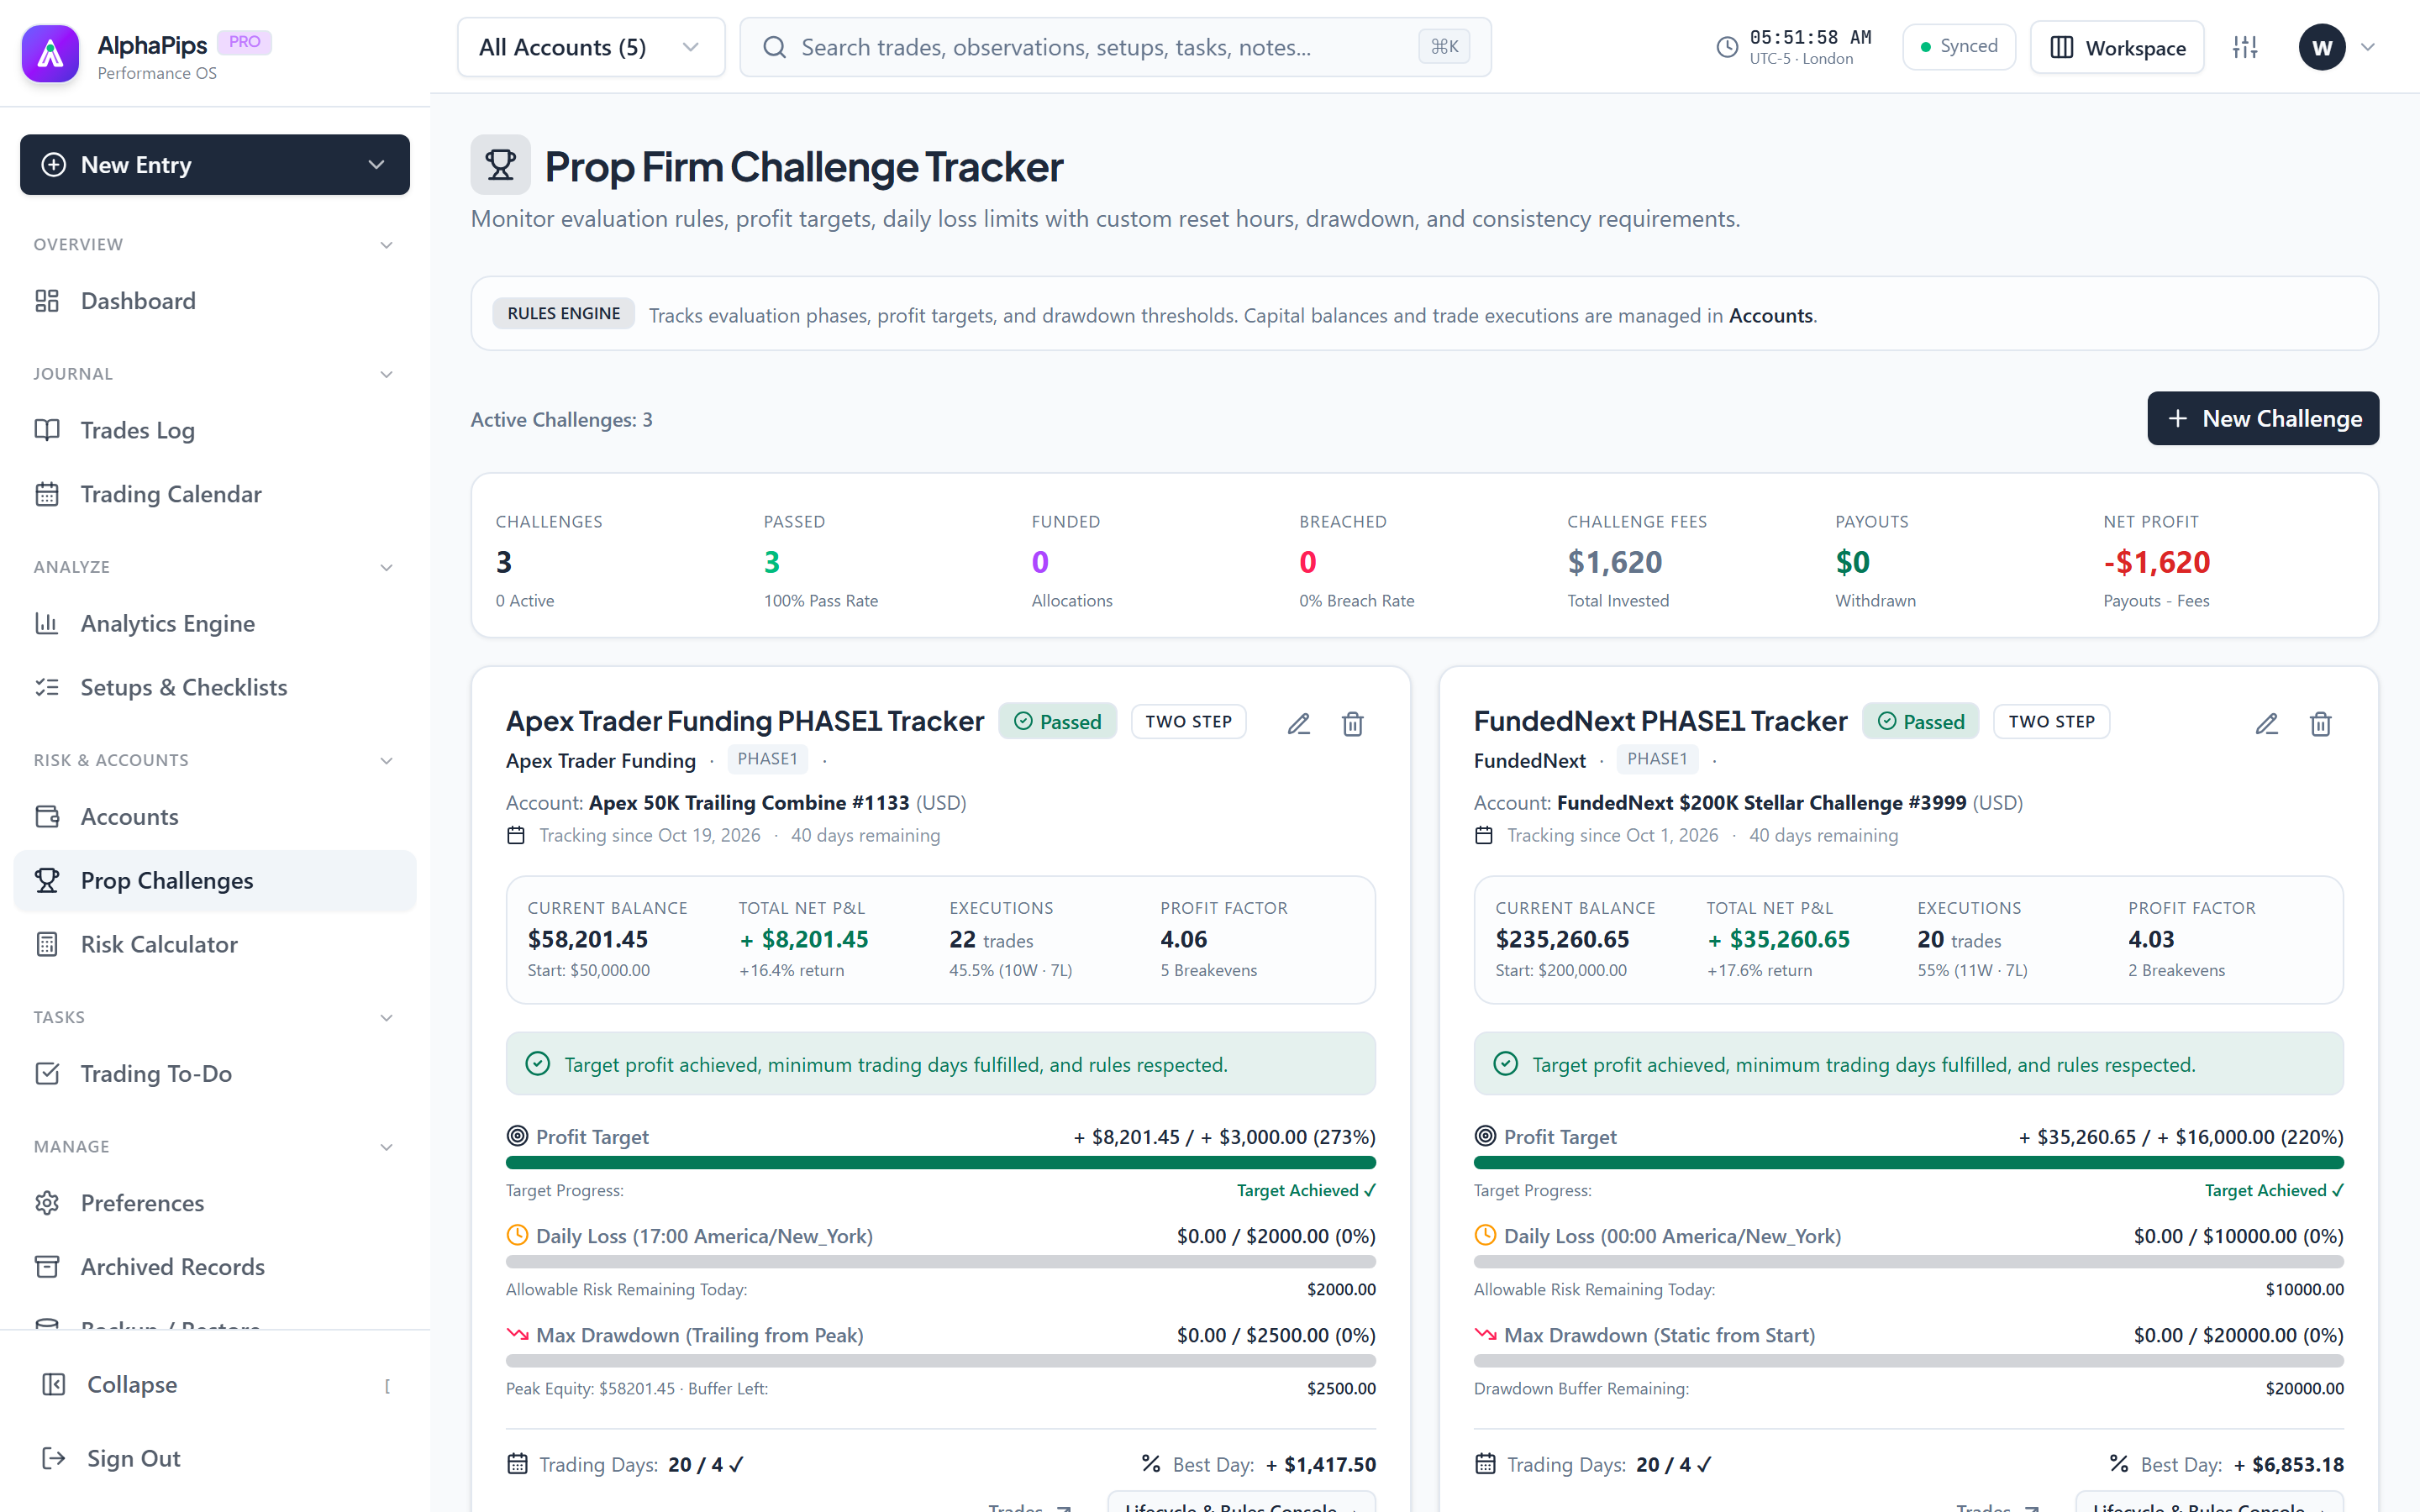 AlphaPips PRO
Performance OS
All Accounts (5)
Search trades, observations, setups, tasks, notes...
⌘K
05:51:58 AM
UTC-5 · London
Synced
Workspace
W
New Entry
OVERVIEW
Dashboard
JOURNAL
Trades Log
Trading Calendar
ANALYZE
Analytics Engine
Setups & Checklists
RISK & ACCOUNTS
Accounts
Prop Challenges
Risk Calculator
TASKS
Trading To-Do
MANAGE
Preferences
Archived Records
Backup / Restore
Collapse [
Sign Out
Prop Firm Challenge Tracker
Monitor evaluation rules, profit targets, daily loss limits with custom reset hours, drawdown, and consistency requirements.
RULES ENGINE Tracks evaluation phases, profit targets, and drawdown thresholds. Capital balances and trade executions are managed in Accounts.
Active Challenges: 3
New Challenge
CHALLENGES
3
0 Active
PASSED
3
100% Pass Rate
FUNDED
0
Allocations
BREACHED
0
0% Breach Rate
CHALLENGE FEES
$1,620
Total Invested
PAYOUTS
$0
Withdrawn
NET PROFIT
-$1,620
Payouts - Fees
Apex Trader Funding PHASE1 Tracker Passed TWO STEP
Apex Trader Funding · PHASE1 ·
Account: Apex 50K Trailing Combine #1133 (USD)
Tracking since Oct 19, 2026 · 40 days remaining
CURRENT BALANCE
$58,201.45
Start: $50,000.00
TOTAL NET P&L
+ $8,201.45
+16.4% return
EXECUTIONS
22 trades
45.5% (10W · 7L)
PROFIT FACTOR
4.06
5 Breakevens
Target profit achieved, minimum trading days fulfilled, and rules respected.
Profit Target + $8,201.45 / + $3,000.00 (273%)
Target Progress: Target Achieved ✓
Daily Loss (17:00 America/New_York) $0.00 / $2000.00 (0%)
Allowable Risk Remaining Today: $2000.00
Max Drawdown (Trailing from Peak) $0.00 / $2500.00 (0%)
Peak Equity: $58201.45 · Buffer Left: $2500.00
Trading Days: 20 / 4 ✓ Best Day: + $1,417.50
Trades Lifecycle & Rules Console
FundedNext PHASE1 Tracker Passed TWO STEP
FundedNext · PHASE1 ·
Account: FundedNext $200K Stellar Challenge #3999 (USD)
Tracking since Oct 1, 2026 · 40 days remaining
CURRENT BALANCE
$235,260.65
Start: $200,000.00
TOTAL NET P&L
+ $35,260.65
+17.6% return
EXECUTIONS
20 trades
55% (11W · 7L)
PROFIT FACTOR
4.03
2 Breakevens
Target profit achieved, minimum trading days fulfilled, and rules respected.
Profit Target + $35,260.65 / + $16,000.00 (220%)
Target Progress: Target Achieved ✓
Daily Loss (00:00 America/New_York) $0.00 / $10000.00 (0%)
Allowable Risk Remaining Today: $10000.00
Max Drawdown (Static from Start) $0.00 / $20000.00 (0%)
Drawdown Buffer Remaining: $20000.00
Trading Days: 20 / 4 ✓ Best Day: + $6,853.18
Trades Lifecycle & Rules Console